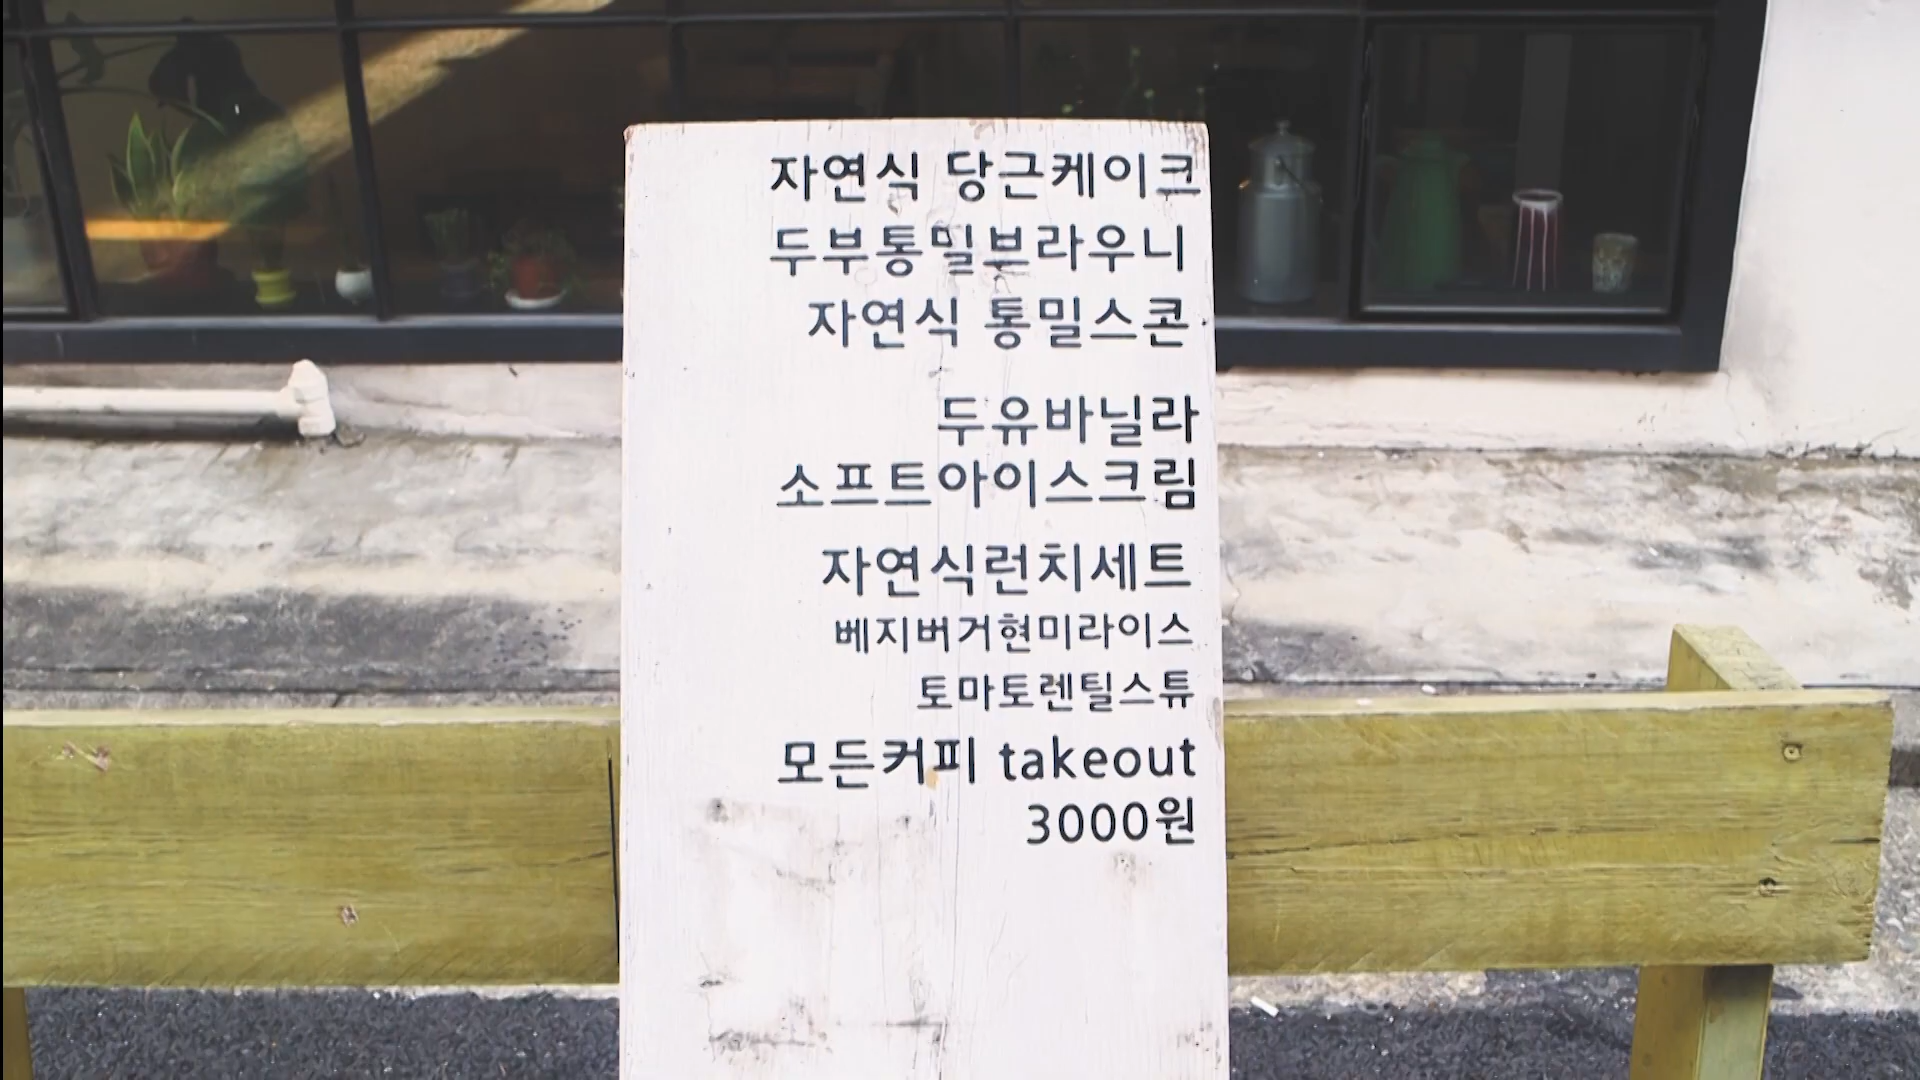 자연식 당근케이크
두부통밀브라우니
자연식 통밀스콘
두유바닐라
소프트아이스크림
자연식런치세트
베지버거현미라이스
토마토렌틸스튜
모든커피 takeout
3000원